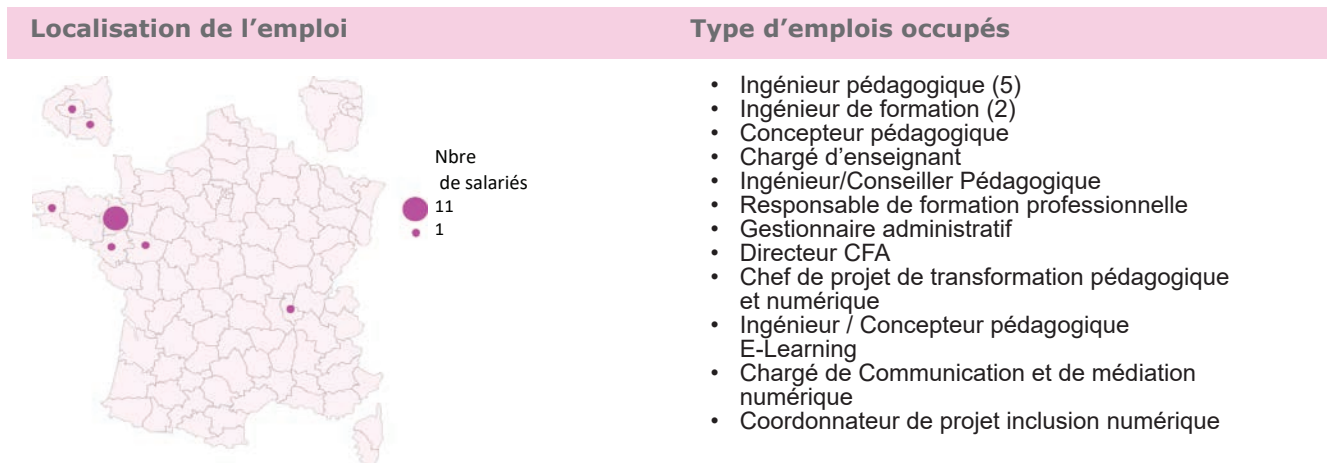 Localisation de l’emploi
Nbre
de salariés
11
1
Type d’emplois occupés
• Ingénieur pédagogique (5)
• Ingénieur de formation (2)
• Concepteur pédagogique
• Chargé d’enseignant
• Ingénieur/Conseiller Pédagogique
• Responsable de formation professionnelle
• Gestionnaire administratif
• Directeur CFA
• Chef de projet de transformation pédagogique
et numérique
• Ingénieur / Concepteur pédagogique
E-Learning
• Chargé de Communication et de médiation
numérique
• Coordonnateur de projet inclusion numérique